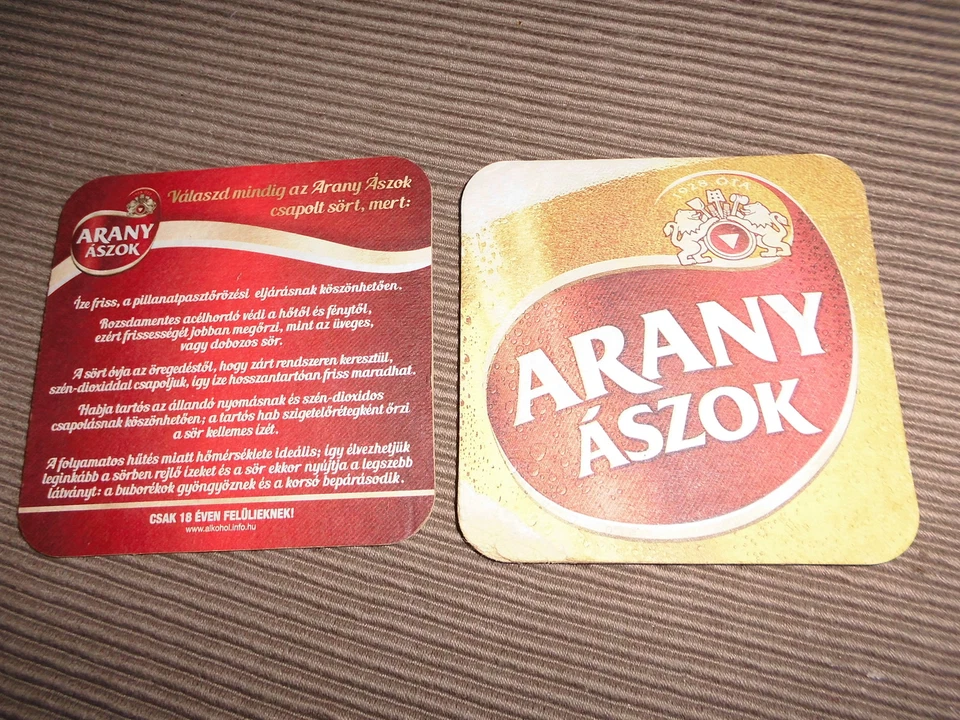 Válaszd mindig az Arany Ászok
csapolt sört, mert:
ARANY
ÁSZOK
Íze friss, a pillanatpasztőrözési eljárásnak köszönhetően.
Rozsdamentes acélhordó védi a hőtől és fénytől,
ezért frissességét jobban megőrzi, mint az üveges,
vagy dobozos sör.
A sört óvja az öregedéstől, hogy zárt rendszeren keresztül,
szén-dioxiddal csapoljuk, így íze hosszantartóan friss maradhat.
Habja tartós az állandó nyomásnak és szén-dioxidos
csapolásnak köszönhetően; a tartós hab szigetelőrétegként őrzi
a sör kellemes ízét.
A folyamatos hűtés miatt hőmérséklete ideális; így élvezhetjük
leginkább a sörben rejlő ízeket és a sör ekkor nyújtja a legszebb
látványt: a buborékok gyöngyöznek és a korsó bepárásodik.
CSAK 18 ÉVEN FELÜLIEKNEK!
www.alkohol.info.hu
ÓTA
ARANY
ÁSZOK